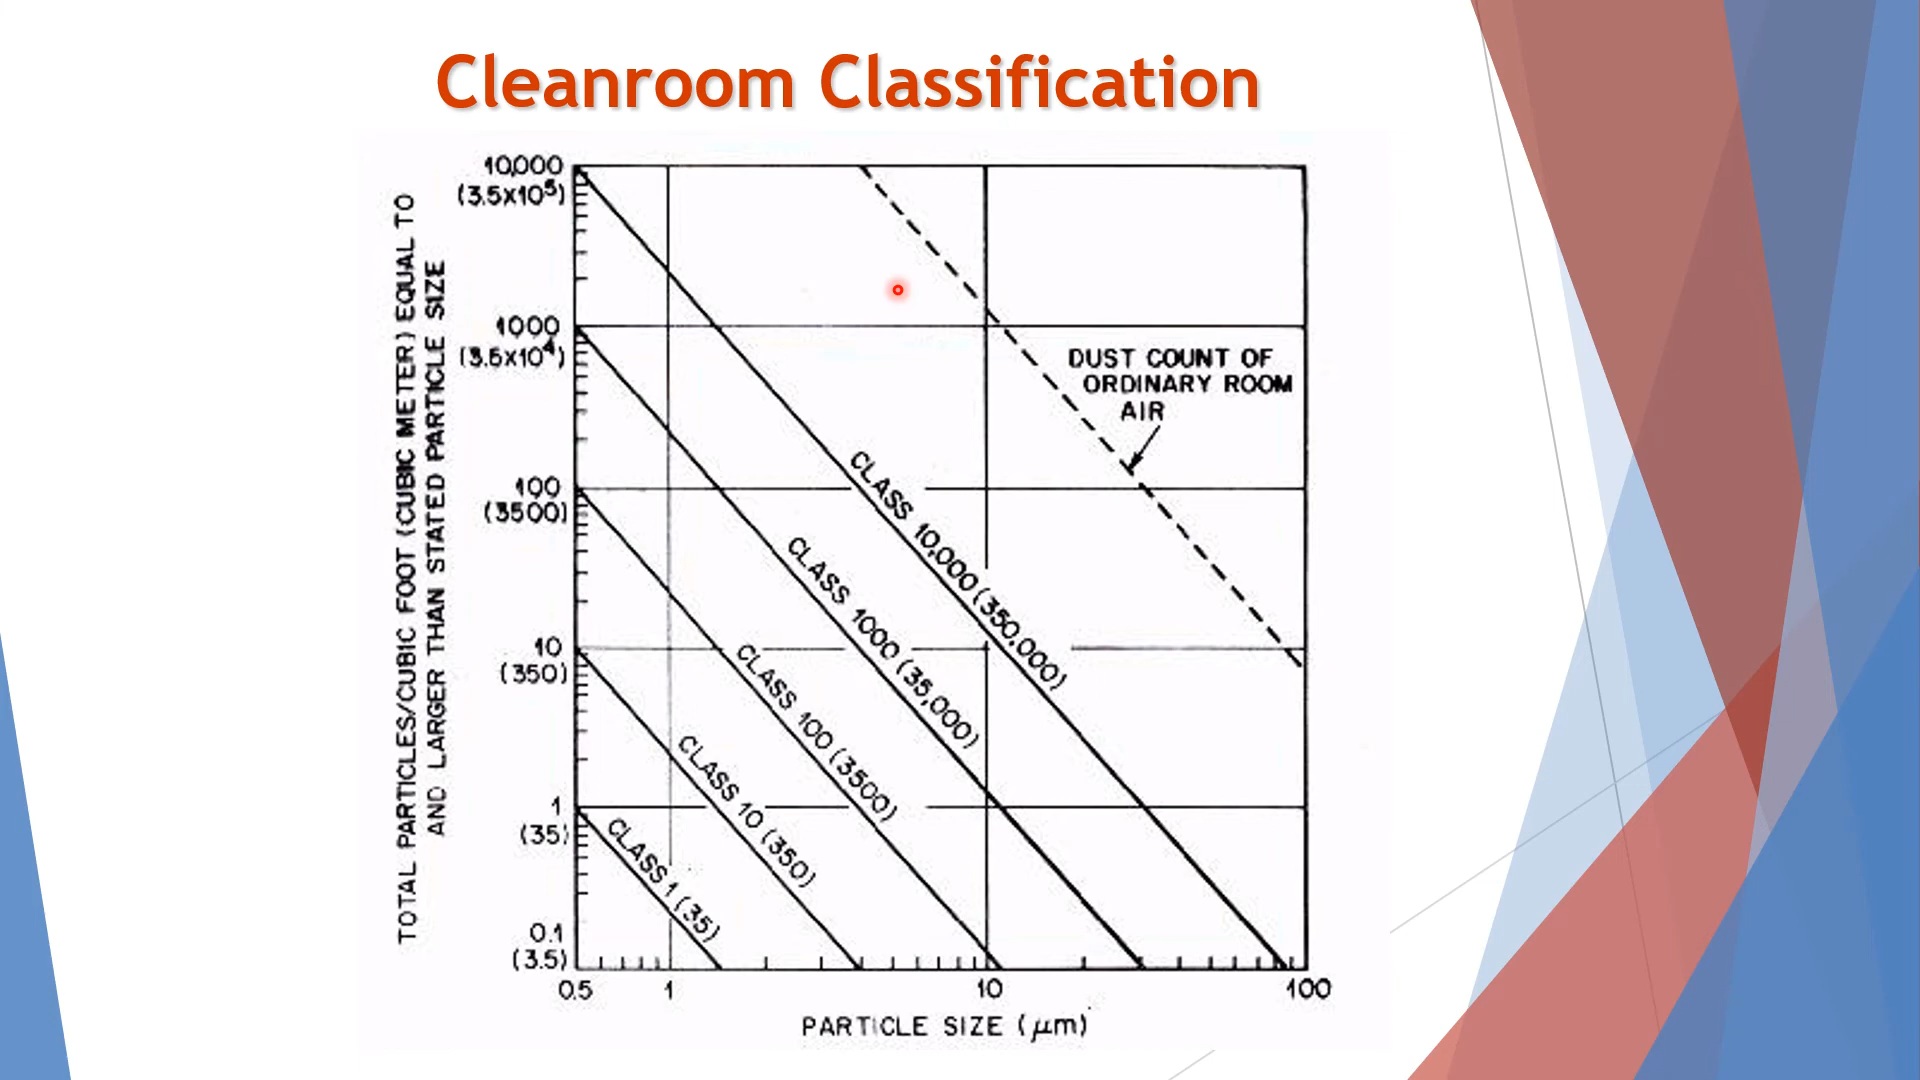 Cleanroom Classification
TOTAL PARTICLES/CUBIC FOOT (CUBIC METER) EQUAL TO
AND LARGER THAN STATED PARTICLE SIZE
10,000
(3.5x10⁵)
1000
(3.5x10⁴)
100
(3500)
10
(350)
1
(35)
0.1
(3.5)
DUST COUNT OF
ORDINARY ROOM
AIR
CLASS 10,000 (350,000)
CLASS 1000 (35,000)
CLASS 100 (3500)
CLASS 10 (350)
CLASS 1 (35)
0.5 1 10 100
PARTICLE SIZE (μm)